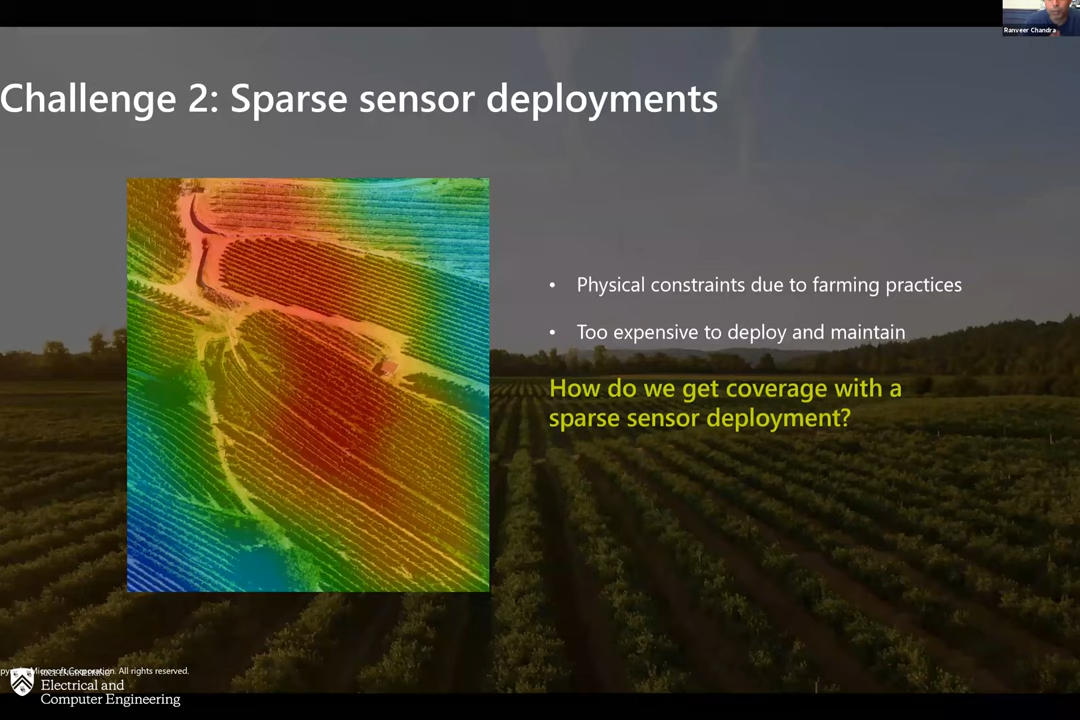 Ranveer Chandra
Challenge 2: Sparse sensor deployments
• Physical constraints due to farming practices
• Too expensive to deploy and maintain
How do we get coverage with a
sparse sensor deployment?
Microsoft Corporation. All rights reserved.
Electrical and
Computer Engineering